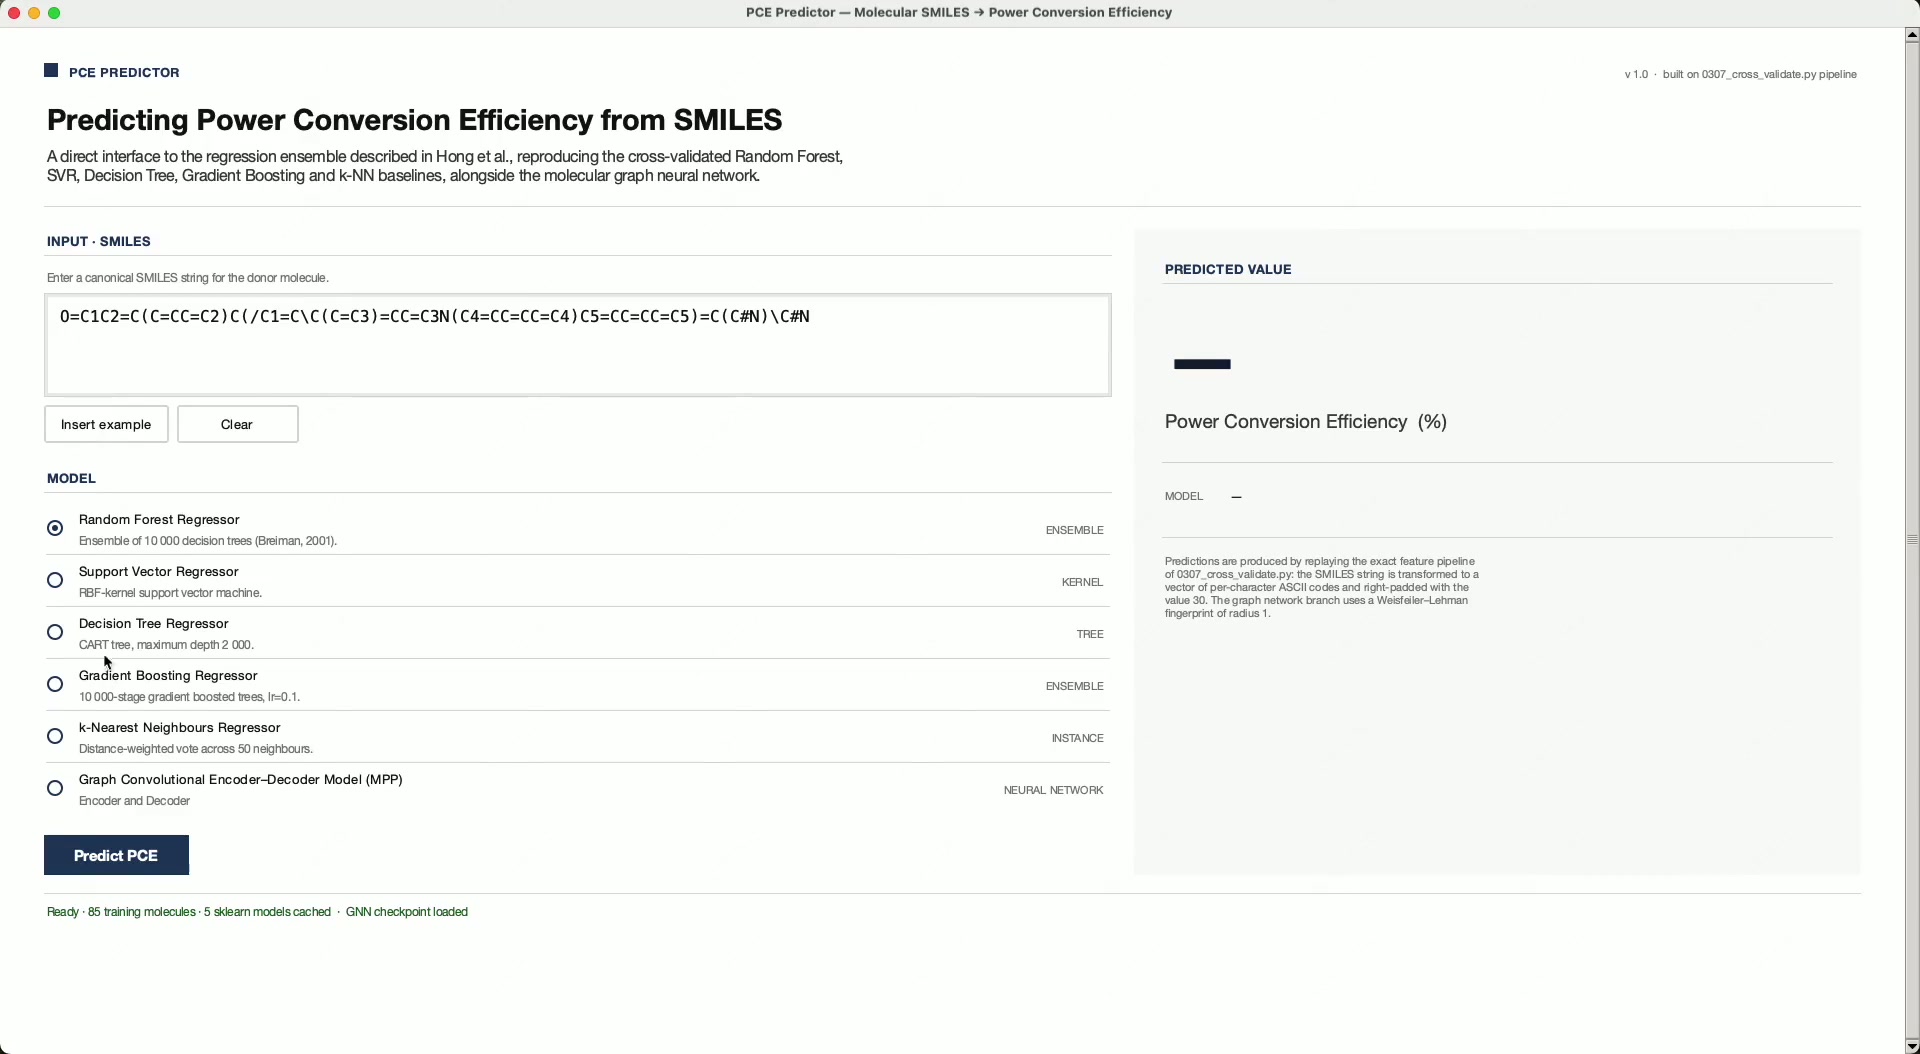 PCE Predictor — Molecular SMILES → Power Conversion Efficiency
PCE PREDICTOR
v 1.0 · built on 0307_cross_validate.py pipeline
Predicting Power Conversion Efficiency from SMILES
A direct interface to the regression ensemble described in Hong et al., reproducing the cross-validated Random Forest,
SVR, Decision Tree, Gradient Boosting and k-NN baselines, alongside the molecular graph neural network.
INPUT · SMILES
Enter a canonical SMILES string for the donor molecule.
O=C1C2=C(C=CC=C2)C(/C1=C\C(C=C3)=CC=C3N(C4=CC=CC=C4)C5=CC=CC=C5)=C(C#N)\C#N
Insert example
Clear
MODEL
Random Forest Regressor
Ensemble of 10 000 decision trees (Breiman, 2001).
ENSEMBLE
Support Vector Regressor
RBF-kernel support vector machine.
KERNEL
Decision Tree Regressor
CART tree, maximum depth 2 000.
TREE
Gradient Boosting Regressor
10 000-stage gradient boosted trees, lr=0.1.
ENSEMBLE
k-Nearest Neighbours Regressor
Distance-weighted vote across 50 neighbours.
INSTANCE
Graph Convolutional Encoder–Decoder Model (MPP)
Encoder and Decoder
NEURAL NETWORK
Predict PCE
PREDICTED VALUE
—
Power Conversion Efficiency (%)
MODEL —
Predictions are produced by replaying the exact feature pipeline
of 0307_cross_validate.py: the SMILES string is transformed to a
vector of per-character ASCII codes and right-padded with the
value 30. The graph network branch uses a Weisfeiler–Lehman
fingerprint of radius 1.
Ready · 85 training molecules · 5 sklearn models cached · GNN checkpoint loaded